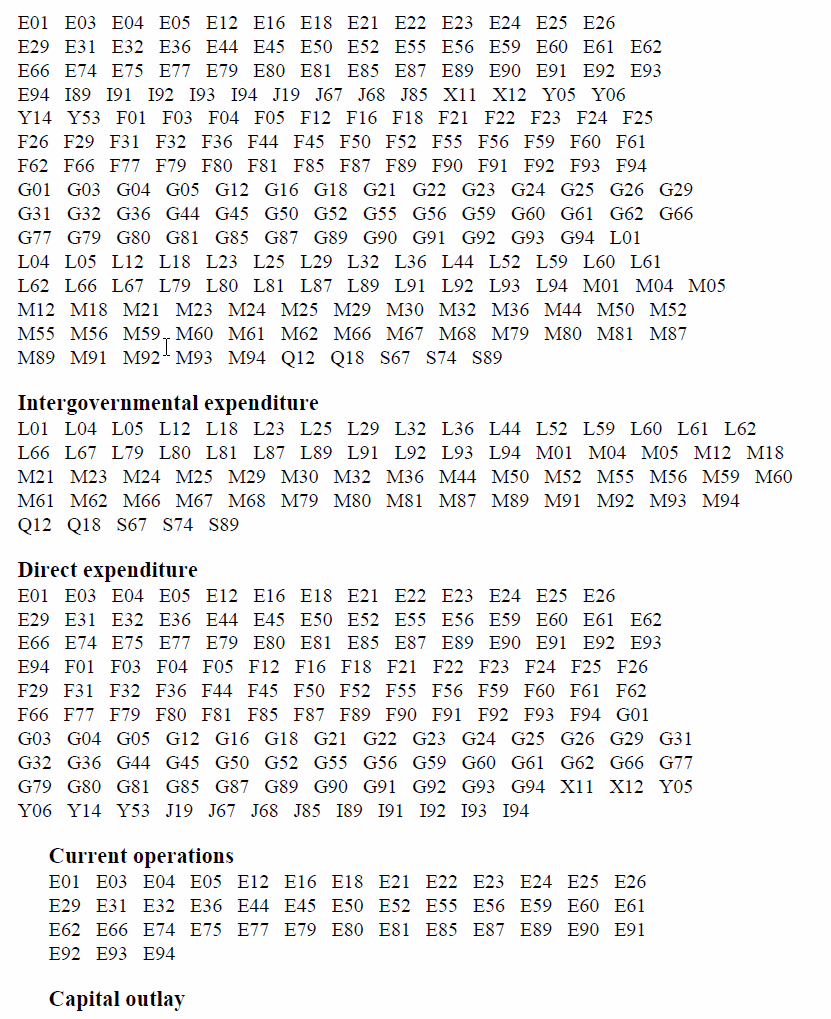 E01 E03 E04 E05 E12 E16 E18 E21 E22 E23 E24 E25 E26
E29 E31 E32 E36 E44 E45 E50 E52 E55 E56 E59 E60 E61 E62
E66 E74 E75 E77 E79 E80 E81 E85 E87 E89 E90 E91 E92 E93
E94 I89 I91 I92 I93 I94 J19 J67 J68 J85 X11 X12 Y05 Y06
Y14 Y53 F01 F03 F04 F05 F12 F16 F18 F21 F22 F23 F24 F25
F26 F29 F31 F32 F36 F44 F45 F50 F52 F55 F56 F59 F60 F61
F62 F66 F77 F79 F80 F81 F85 F87 F89 F90 F91 F92 F93 F94
G01 G03 G04 G05 G12 G16 G18 G21 G22 G23 G24 G25 G26 G29
G31 G32 G36 G44 G45 G50 G52 G55 G56 G59 G60 G61 G62 G66
G77 G79 G80 G81 G85 G87 G89 G90 G91 G92 G93 G94 L01
L04 L05 L12 L18 L23 L25 L29 L32 L36 L44 L52 L59 L60 L61
L62 L66 L67 L79 L80 L81 L87 L89 L91 L92 L93 L94 M01 M04 M05
M12 M18 M21 M23 M24 M25 M29 M30 M32 M36 M44 M50 M52
M55 M56 M59 M60 M61 M62 M66 M67 M68 M79 M80 M81 M87
M89 M91 M92 M93 M94 Q12 Q18 S67 S74 S89
Intergovernmental expenditure
L01 L04 L05 L12 L18 L23 L25 L29 L32 L36 L44 L52 L59 L60 L61 L62
L66 L67 L79 L80 L81 L87 L89 L91 L92 L93 L94 M01 M04 M05 M12 M18
M21 M23 M24 M25 M29 M30 M32 M36 M44 M50 M52 M55 M56 M59 M60
M61 M62 M66 M67 M68 M79 M80 M81 M87 M89 M91 M92 M93 M94
Q12 Q18 S67 S74 S89
Direct expenditure
E01 E03 E04 E05 E12 E16 E18 E21 E22 E23 E24 E25 E26
E29 E31 E32 E36 E44 E45 E50 E52 E55 E56 E59 E60 E61 E62
E66 E74 E75 E77 E79 E80 E81 E85 E87 E89 E90 E91 E92 E93
E94 F01 F03 F04 F05 F12 F16 F18 F21 F22 F23 F24 F25 F26
F29 F31 F32 F36 F44 F45 F50 F52 F55 F56 F59 F60 F61 F62
F66 F77 F79 F80 F81 F85 F87 F89 F90 F91 F92 F93 F94 G01
G03 G04 G05 G12 G16 G18 G21 G22 G23 G24 G25 G26 G29 G31
G32 G36 G44 G45 G50 G52 G55 G56 G59 G60 G61 G62 G66 G77
G79 G80 G81 G85 G87 G89 G90 G91 G92 G93 G94 X11 X12 Y05
Y06 Y14 Y53 J19 J67 J68 J85 I89 I91 I92 I93 I94
Current operations
E01 E03 E04 E05 E12 E16 E18 E21 E22 E23 E24 E25 E26
E29 E31 E32 E36 E44 E45 E50 E52 E55 E56 E59 E60 E61
E62 E66 E74 E75 E77 E79 E80 E81 E85 E87 E89 E90 E91
E92 E93 E94
Capital outlay